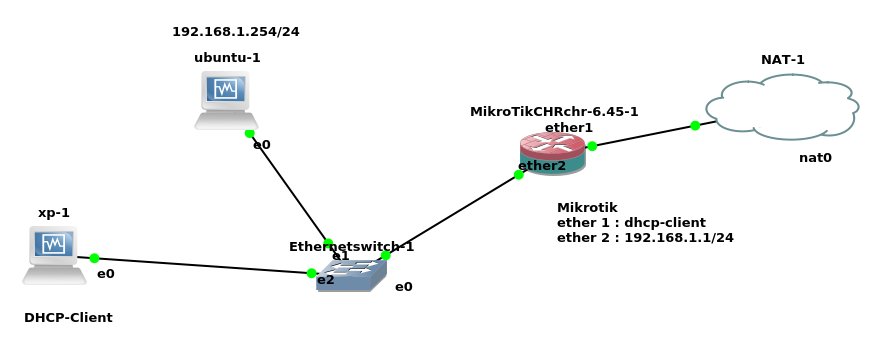 192.168.1.254/24
ubuntu-1
e0
NAT-1
nat0
MikroTikCHRchr-6.45-1
ether1
ether2
Mikrotik
ether 1 : dhcp-client
ether 2 : 192.168.1.1/24
xp-1
e0
DHCP-Client
Ethernetswitch-1
e1
e2
e0